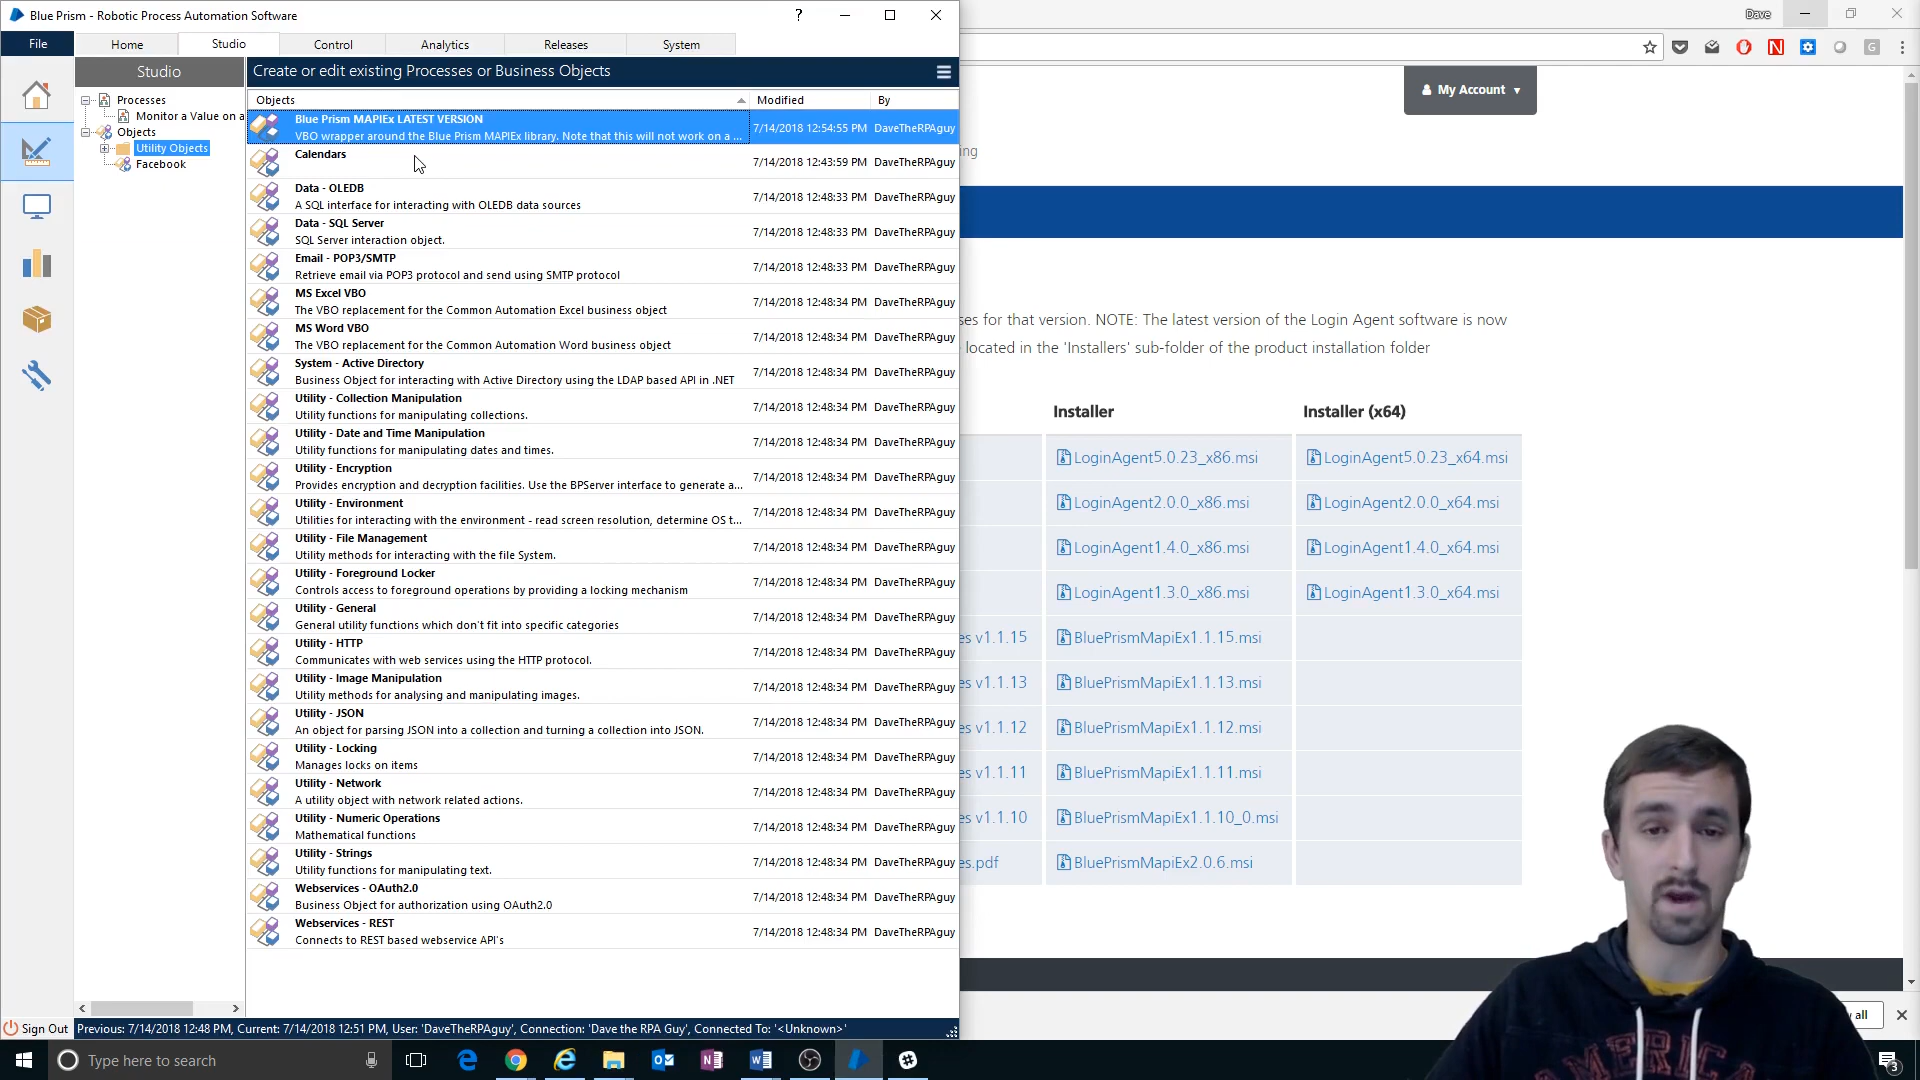 Blue Prism - Robotic Process Automation Software
?
Dave
File
Home
Studio
Control
Analytics
Releases
System
Studio
Create or edit existing Processes or Business Objects
Processes
Monitor a Value on a
Objects
Utility Objects
Facebook
Objects
Modified
By
Blue Prism MAPIEx LATEST VERSION
VBO wrapper around the Blue Prism MAPIEx library. Note that this will not work on a ...
7/14/2018 12:54:55 PM DaveTheRPAguy
Calendars
7/14/2018 12:43:59 PM DaveTheRPAguy
Data - OLEDB
A SQL interface for interacting with OLEDB data sources
7/14/2018 12:48:33 PM DaveTheRPAguy
Data - SQL Server
SQL Server interaction object.
7/14/2018 12:48:33 PM DaveTheRPAguy
Email - POP3/SMTP
Retrieve email via POP3 protocol and send using SMTP protocol
7/14/2018 12:48:33 PM DaveTheRPAguy
MS Excel VBO
The VBO replacement for the Common Automation Excel business object
7/14/2018 12:48:34 PM DaveTheRPAguy
MS Word VBO
The VBO replacement for the Common Automation Word business object
7/14/2018 12:48:34 PM DaveTheRPAguy
System - Active Directory
Business Object for interacting with Active Directory using the LDAP based API in .NET
7/14/2018 12:48:34 PM DaveTheRPAguy
Utility - Collection Manipulation
Utility functions for manipulating collections.
7/14/2018 12:48:34 PM DaveTheRPAguy
Utility - Date and Time Manipulation
Utility functions for manipulating dates and times.
7/14/2018 12:48:34 PM DaveTheRPAguy
Utility - Encryption
Provides encryption and decryption facilities. Use the BPServer interface to generate a...
7/14/2018 12:48:34 PM DaveTheRPAguy
Utility - Environment
Utilities for interacting with the environment - read screen resolution, determine OS t...
7/14/2018 12:48:34 PM DaveTheRPAguy
Utility - File Management
Utility methods for interacting with the file System.
7/14/2018 12:48:34 PM DaveTheRPAguy
Utility - Foreground Locker
Controls access to foreground operations by providing a locking mechanism
7/14/2018 12:48:34 PM DaveTheRPAguy
Utility - General
General utility functions which don't fit into specific categories
7/14/2018 12:48:34 PM DaveTheRPAguy
Utility - HTTP
Communicates with web services using the HTTP protocol.
7/14/2018 12:48:34 PM DaveTheRPAguy
Utility - Image Manipulation
Utility methods for analysing and manipulating images.
7/14/2018 12:48:34 PM DaveTheRPAguy
Utility - JSON
An object for parsing JSON into a collection and turning a collection into JSON.
7/14/2018 12:48:34 PM DaveTheRPAguy
Utility - Locking
Manages locks on items
7/14/2018 12:48:34 PM DaveTheRPAguy
Utility - Network
A utility object with network related actions.
7/14/2018 12:48:34 PM DaveTheRPAguy
Utility - Numeric Operations
Mathematical functions
7/14/2018 12:48:34 PM DaveTheRPAguy
Utility - Strings
Utility functions for manipulating text.
7/14/2018 12:48:34 PM DaveTheRPAguy
Webservices - OAuth2.0
Business Object for authorization using OAuth2.0
7/14/2018 12:48:34 PM DaveTheRPAguy
Webservices - REST
Connects to REST based webservice API's
7/14/2018 12:48:34 PM DaveTheRPAguy
Sign Out
Previous: 7/14/2018 12:48 PM, Current: 7/14/2018 12:51 PM, User: 'DaveTheRPAguy', Connection: 'Dave the RPA Guy', Connected To: '<Unknown>'
My Account
ing
ses for that version. NOTE: The latest version of the Login Agent software is now
located in the 'Installers' sub-folder of the product installation folder
Installer
Installer (x64)
LoginAgent5.0.23_x86.msi
LoginAgent5.0.23_x64.msi
LoginAgent2.0.0_x86.msi
LoginAgent2.0.0_x64.msi
LoginAgent1.4.0_x86.msi
LoginAgent1.4.0_x64.msi
LoginAgent1.3.0_x86.msi
LoginAgent1.3.0_x64.msi
es v1.1.15
BluePrismMapiEx1.1.15.msi
es v1.1.13
BluePrismMapiEx1.1.13.msi
es v1.1.12
BluePrismMapiEx1.1.12.msi
es v1.1.11
BluePrismMapiEx1.1.11.msi
es v1.1.10
BluePrismMapiEx1.1.10_0.msi
es.pdf
BluePrismMapiEx2.0.6.msi
all
AMERICA
Type here to search
3